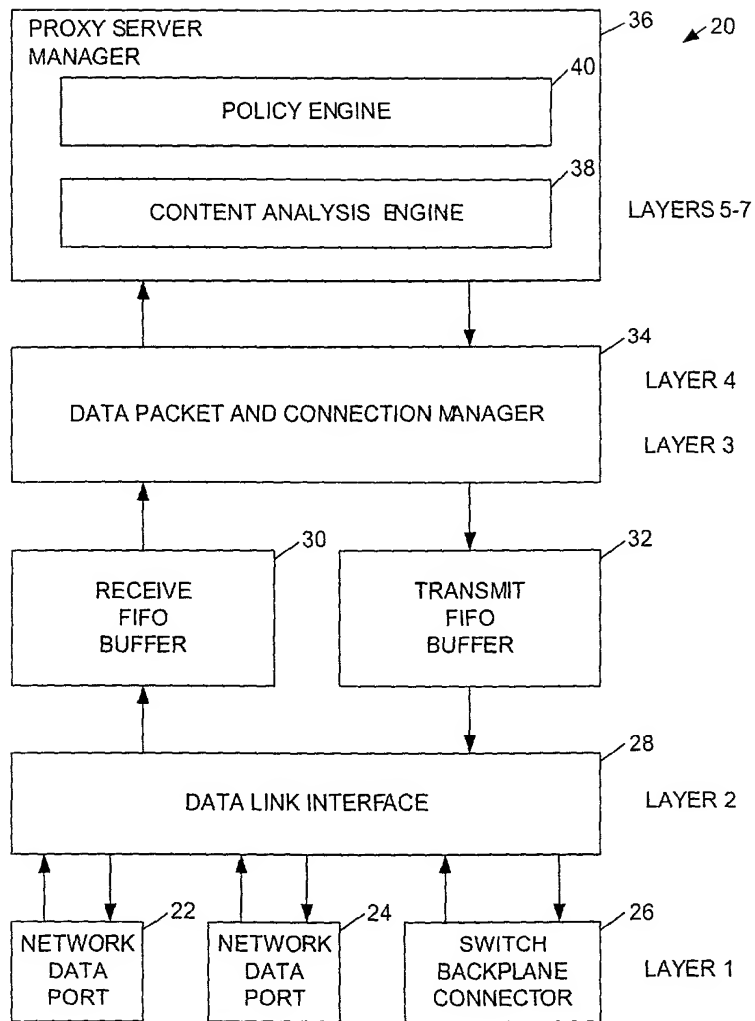 PROXY SERVER
MANAGER
36
20
40
POLICY ENGINE
38
CONTENT ANALYSIS ENGINE
LAYERS 5-7
34
LAYER 4
DATA PACKET AND CONNECTION MANAGER
LAYER 3
30
32
RECEIVE
FIFO
BUFFER
TRANSMIT
FIFO
BUFFER
28
DATA LINK INTERFACE
LAYER 2
22
24
26
NETWORK
DATA
PORT
NETWORK
DATA
PORT
SWITCH
BACKPLANE
CONNECTOR
LAYER 1